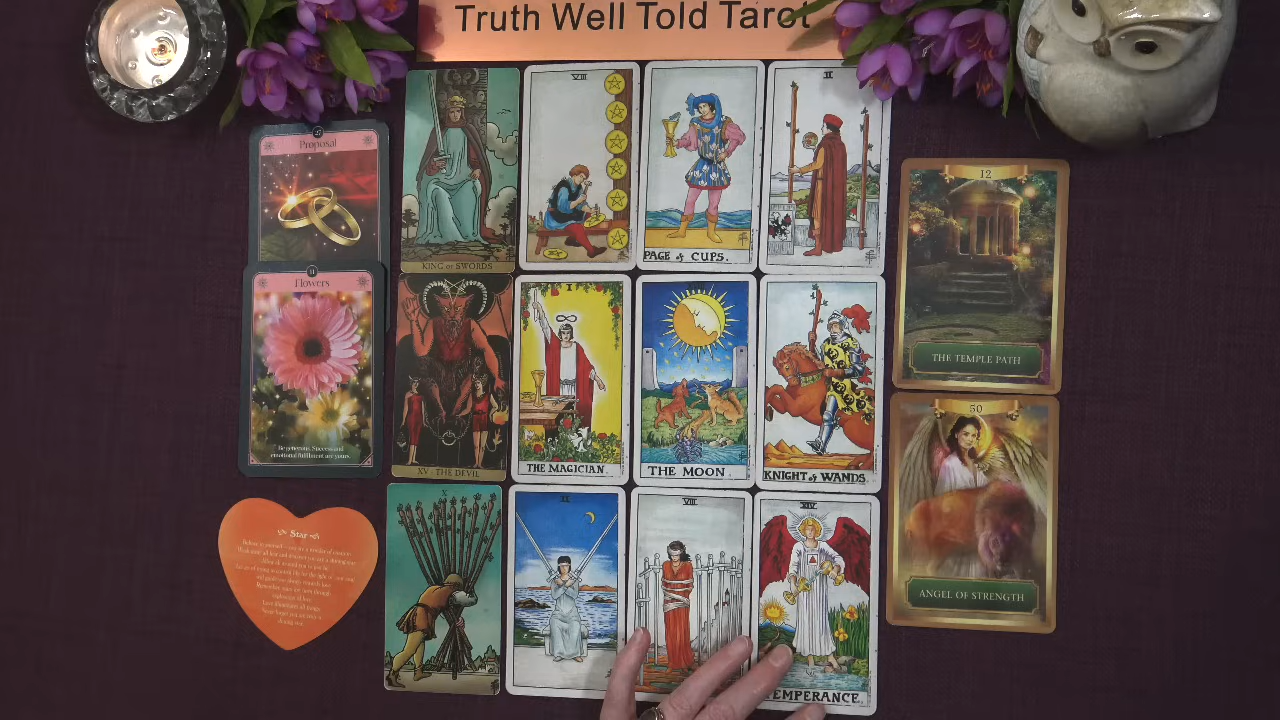 Truth Well Told Tarot
27
Proposal
11
Flowers
Be generous. Success and
emotional fulfillment are yours.
Star
KING OF SWORDS
VIII
PAGE of CUPS.
II
XV THE DEVIL
I
THE MAGICIAN.
THE MOON.
KNIGHT of WANDS.
X
II
VIII
XIV
TEMPERANCE.
12
THE TEMPLE PATH
50
ANGEL OF STRENGTH